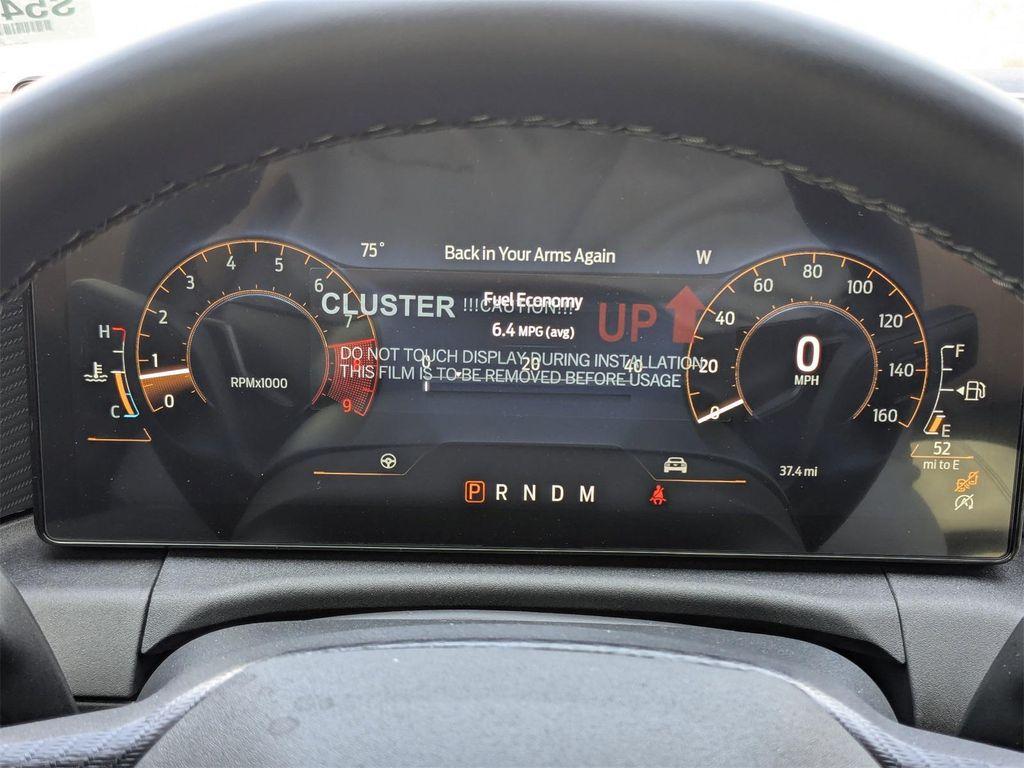 S54
75°
Back in Your Arms Again
W
CLUSTER
!!!CAUTION!!!
UP
Fuel Economy
6.4 MPG (avg)
DO NOT TOUCH DISPLAY DURING INSTALLATION
THIS FILM IS TO BE REMOVED BEFORE USAGE
0 20 40
H
C
0 1 2 3 4 5 6 7 8 9
RPMx1000
0 20 40 60 80 100 120 140 160
0
MPH
F
E
52
mi to E
37.4 mi
P R N D M
A